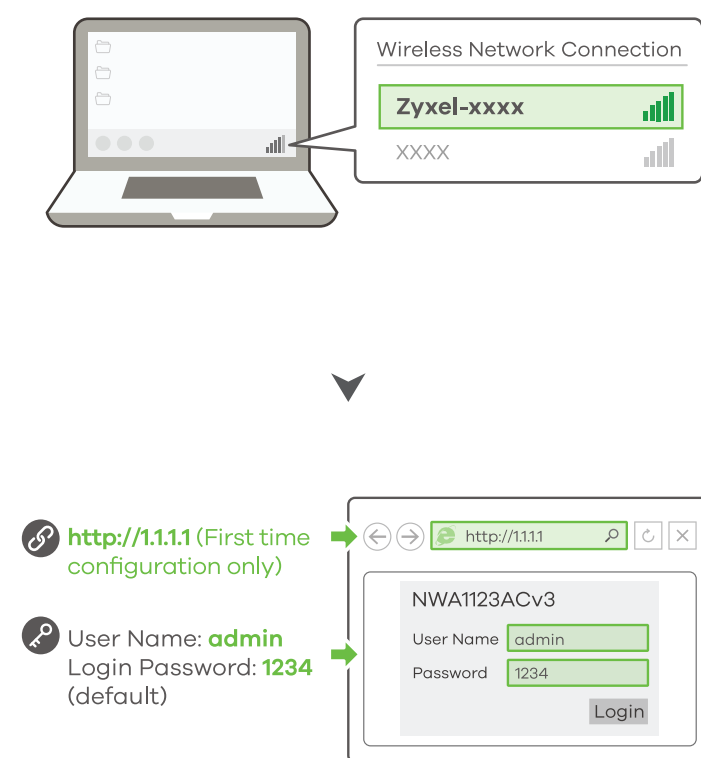 Wireless Network Connection
Zyxel-xxxx
XXXX
http://1.1.1.1 (First time
configuration only)
http://1.1.1.1
User Name: admin
Login Password: 1234
(default)
NWA1123ACv3
User Name admin
Password 1234
Login